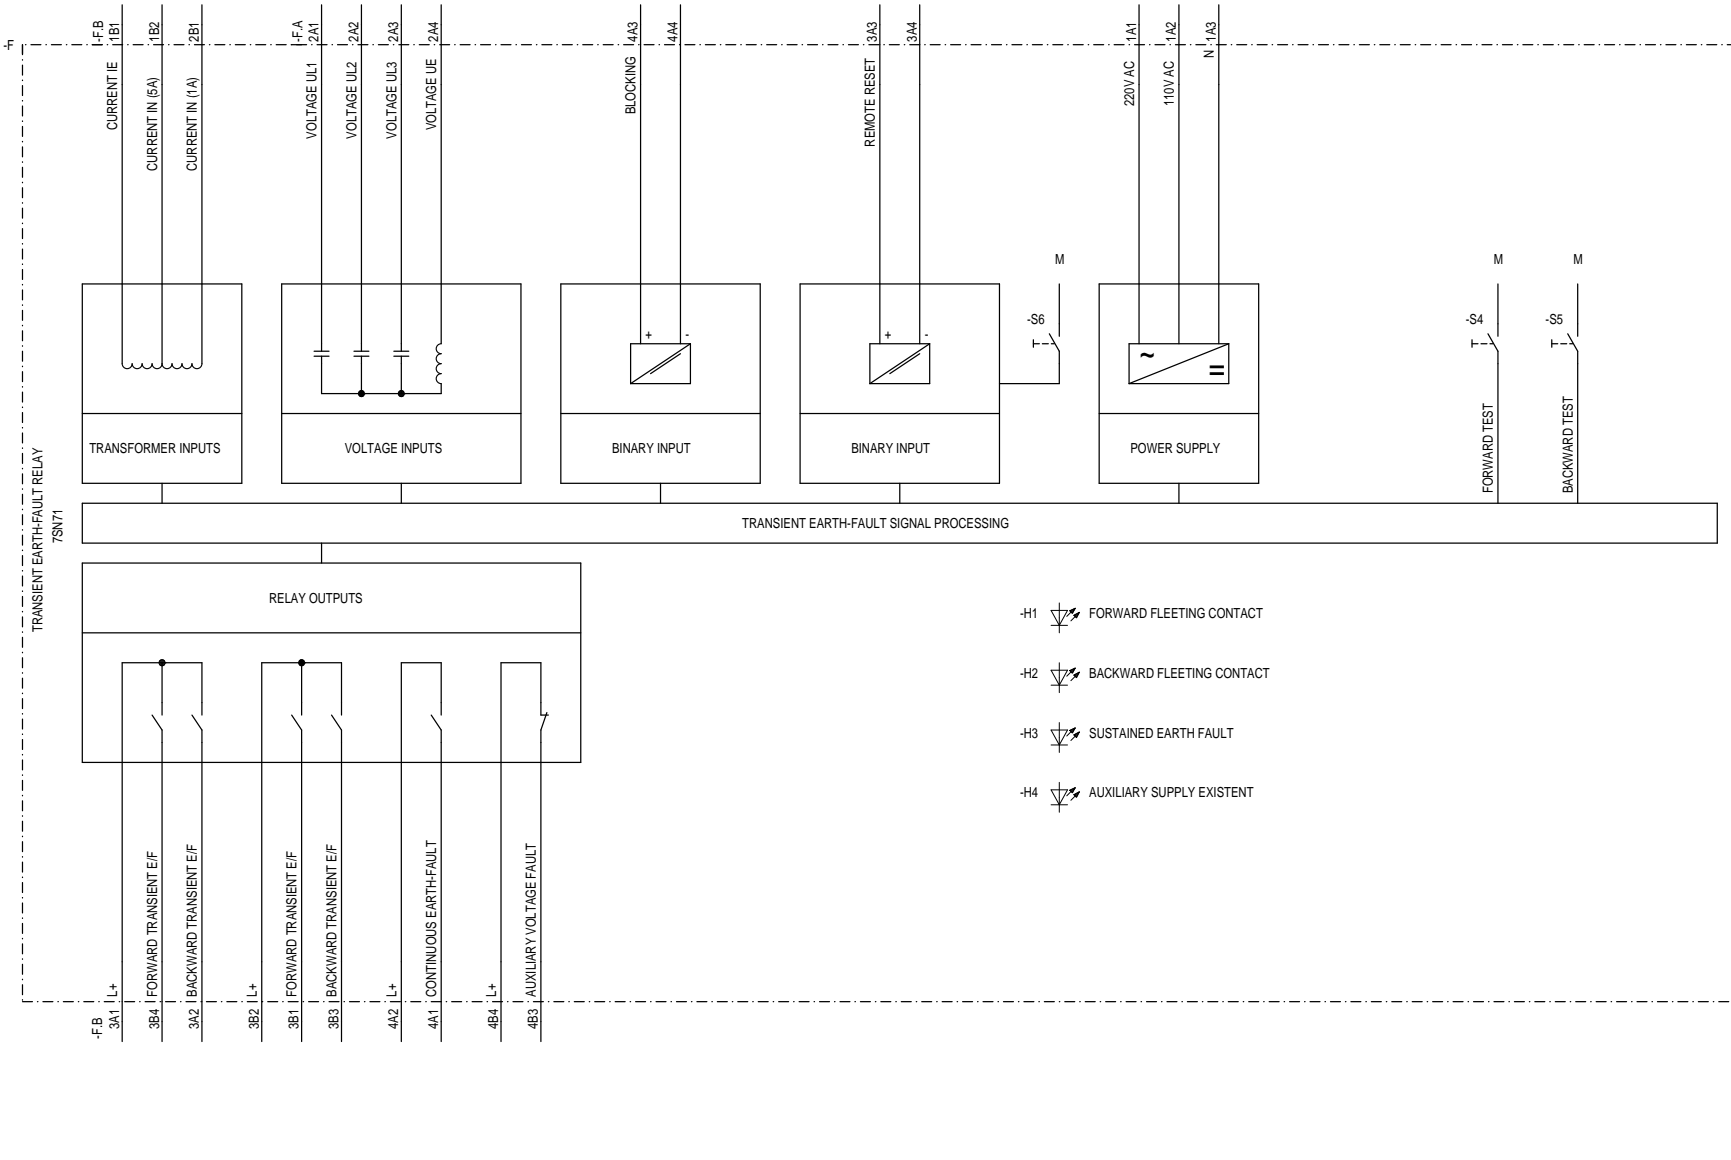 -F
-F.B
1B1
1B2
2B1
-F.A
2A1
2A2
2A3
2A4
4A3
4A4
3A3
3A4
1A1
1A2
N 1A3
CURRENT IE
CURRENT IN (5A)
CURRENT IN (1A)
VOLTAGE UL1
VOLTAGE UL2
VOLTAGE UL3
VOLTAGE UE
BLOCKING
REMOTE RESET
220V AC
110V AC
M
M
M
-S6
-S4
-S5
+ -
+ -
~
=
TRANSFORMER INPUTS
VOLTAGE INPUTS
BINARY INPUT
BINARY INPUT
POWER SUPPLY
FORWARD TEST
BACKWARD TEST
TRANSIENT EARTH-FAULT RELAY
7SN71
TRANSIENT EARTH-FAULT SIGNAL PROCESSING
RELAY OUTPUTS
-H1 FORWARD FLEETING CONTACT
-H2 BACKWARD FLEETING CONTACT
-H3 SUSTAINED EARTH FAULT
-H4 AUXILIARY SUPPLY EXISTENT
-F.B
3A1 L+
3B4 FORWARD TRANSIENT E/F
3A2 BACKWARD TRANSIENT E/F
3B2 L+
3B1 FORWARD TRANSIENT E/F
3B3 BACKWARD TRANSIENT E/F
4A2 L+
4A1 CONTINUOUS EARTH-FAULT
4B4 L+
4B3 AUXILIARY VOLTAGE FAULT